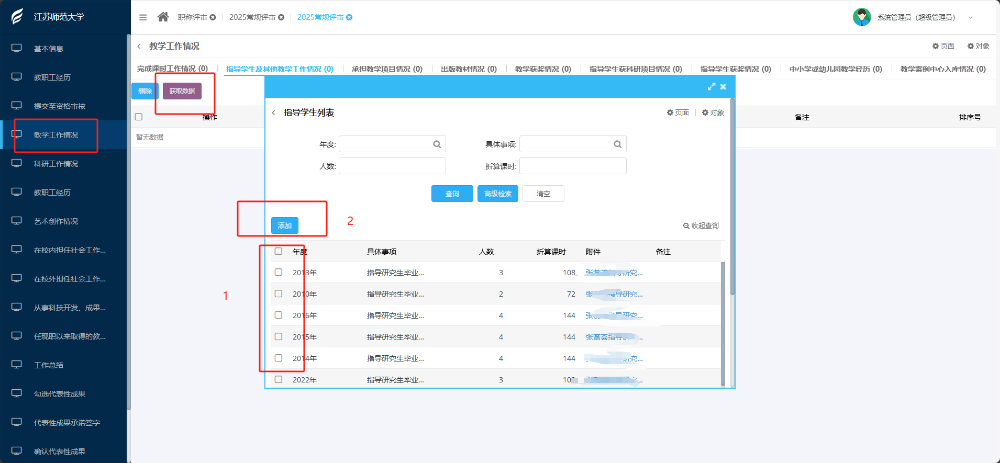 江苏师范大学
职称评审
2025常规评审
2025常规评审
系统管理员（超级管理员）
基本信息
教职工经历
提交至资格审核
教学工作情况
科研工作情况
教职工经历
艺术创作情况
在校内担任社会工作...
在校外担任社会工作...
从事科技开发、成果...
任现职以来取得的教...
工作总结
勾选代表性成果
代表性成果承诺签字
确认代表性成果
教学工作情况
页面
对象
完成课时工作情况 (0)
指导学生及其他教学工作情况 (0)
承担教学项目情况 (0)
出版教材情况 (0)
教学获奖情况 (0)
指导学生获科研项目情况 (0)
指导学生获奖情况 (0)
中小学或幼儿园教学经历 (0)
教学案例中心入库情况 (0)
删除
获取数据
操作
备注
排序号
暂无数据
指导学生列表
页面
对象
年度:
具体事项:
人数:
折算课时:
查询
高级检索
清空
添加
2
收起查询
1
年度 具体事项 人数 折算课时 附件 备注
2013年 指导研究生毕业... 3 108 研究...
2010年 指导研究生毕业... 2 72 张 指导研究...
2016年 指导研究生毕业... 4 144 张 指导研究...
2015年 指导研究生毕业... 4 144 张 指导研 ...
2014年 指导研究生毕业... 4 144 究...
2022年 指导研究生毕业... 3 10 ...